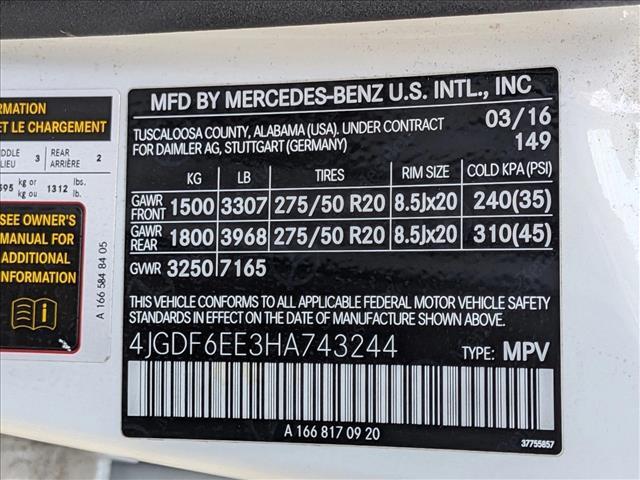 RMATION
ET LE CHARGEMENT
DDLE 3 REAR 2
LIEU ARRIÈRE
595 kg or 1312 lbs.
kg ou lb.
SEE OWNER'S
MANUAL FOR
ADDITIONAL
INFORMATION
A 166 584 84 05
MFD BY MERCEDES-BENZ U.S. INTL., INC
TUSCALOOSA COUNTY, ALABAMA (USA). UNDER CONTRACT 03/16
FOR DAIMLER AG, STUTTGART (GERMANY) 149
KG LB TIRES RIM SIZE COLD KPA (PSI)
GAWR FRONT 1500 3307 275/50 R20 8.5Jx20 240(35)
GAWR REAR 1800 3968 275/50 R20 8.5Jx20 310(45)
GWR 3250 7165
THIS VEHICLE CONFORMS TO ALL APPLICABLE FEDERAL MOTOR VEHICLE SAFETY
STANDARDS IN EFFECT ON THE DATE OF MANUFACTURE SHOWN ABOVE.
4JGDF6EE3HA743244 TYPE: MPV
A 166 817 09 20
37755857